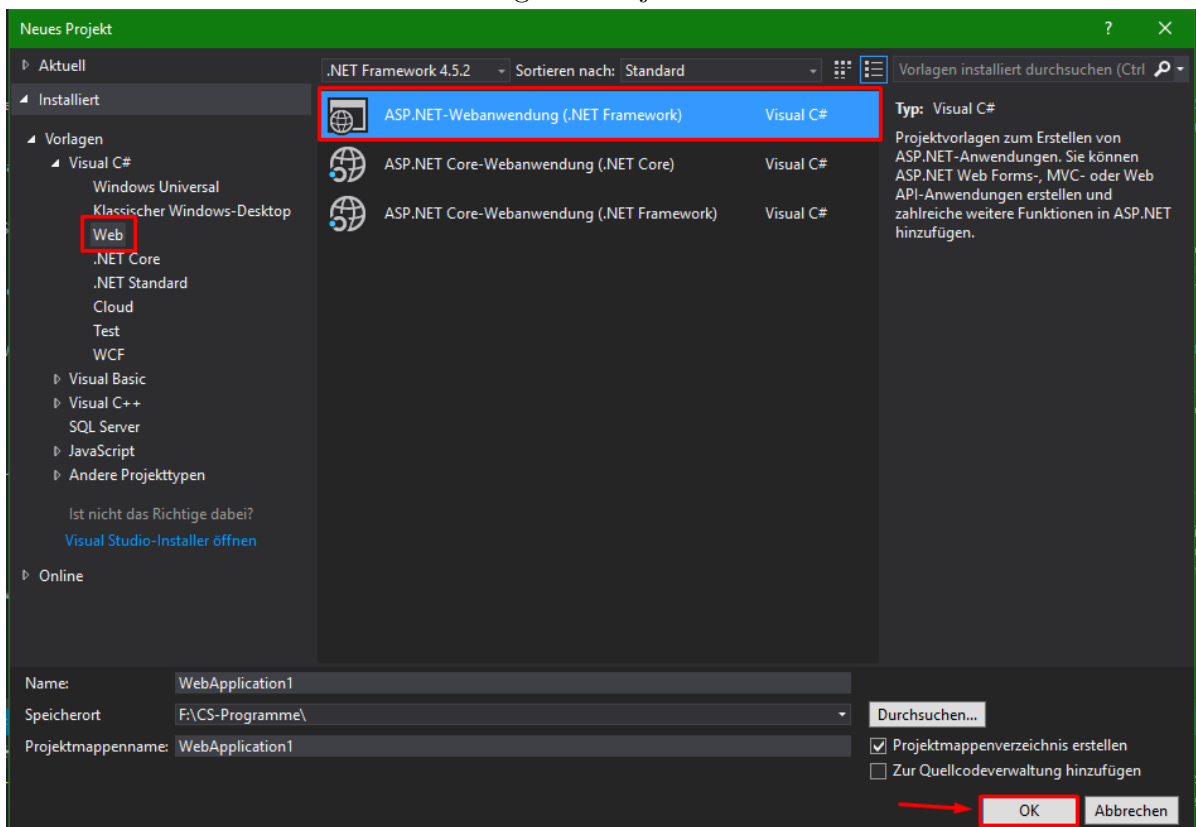 Neues Projekt
?
Aktuell
Installiert
Vorlagen
Visual C#
Windows Universal
Klassischer Windows-Desktop
Web
.NET Core
.NET Standard
Cloud
Test
WCF
Visual Basic
Visual C++
SQL Server
JavaScript
Andere Projekttypen
Ist nicht das Richtige dabei?
Visual Studio-Installer öffnen
Online
.NET Framework 4.5.2 Sortieren nach: Standard
Vorlagen installiert durchsuchen (Ctrl
ASP.NET-Webanwendung (.NET Framework) Visual C#
ASP.NET Core-Webanwendung (.NET Core) Visual C#
ASP.NET Core-Webanwendung (.NET Framework) Visual C#
Typ: Visual C#
Projektvorlagen zum Erstellen von
ASP.NET-Anwendungen. Sie können
ASP.NET Web Forms-, MVC- oder Web
API-Anwendungen erstellen und
zahlreiche weitere Funktionen in ASP.NET
hinzufügen.
Name: WebApplication1
Speicherort F:\CS-Programme\
Durchsuchen...
Projektmappenname: WebApplication1
Projektmappenverzeichnis erstellen
Zur Quellcodeverwaltung hinzufügen
OK Abbrechen